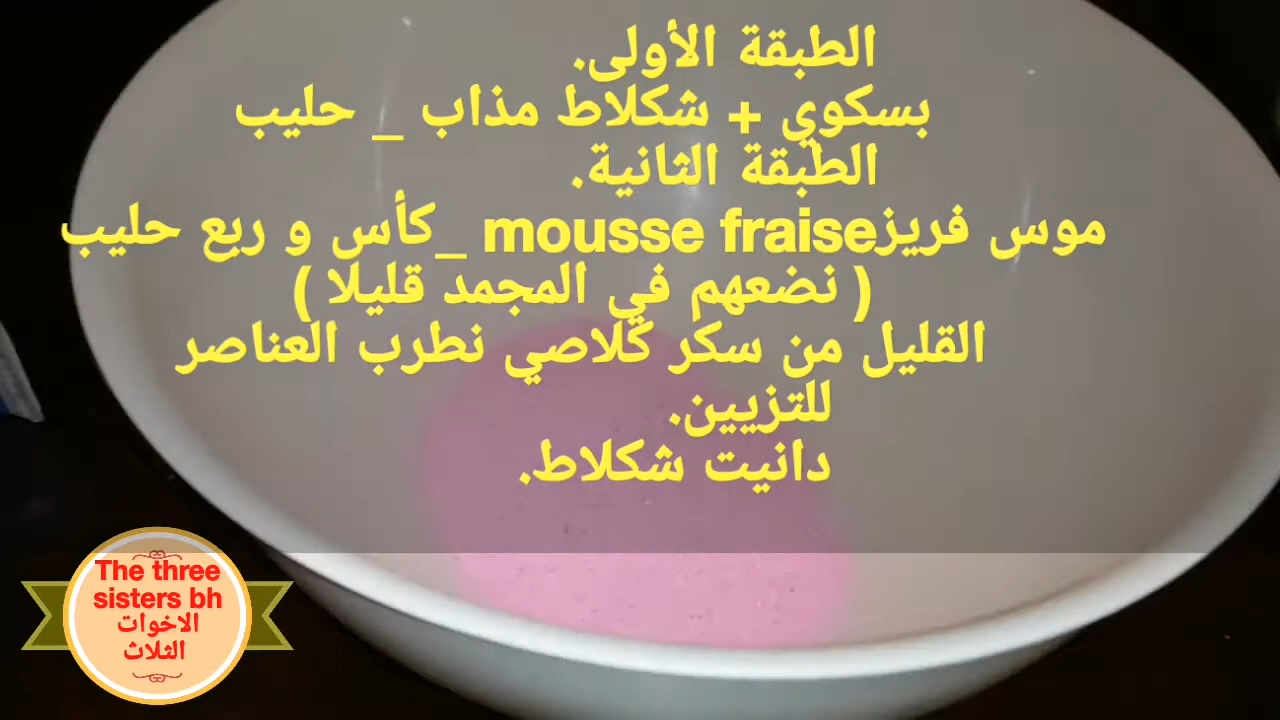 الطبقة الأولى.
بسكوي + شكلاط مذاب _ حليب
الطبقة الثانية.
موس فريزmousse fraise _كأس و ربع حليب
( نضعهم في المجمد قليلا )
القليل من سكر كلاصي نطرب العناصر
للتزيين.
دانيت شكلاط.
The three
sisters bh
الاخوات
الثلاث